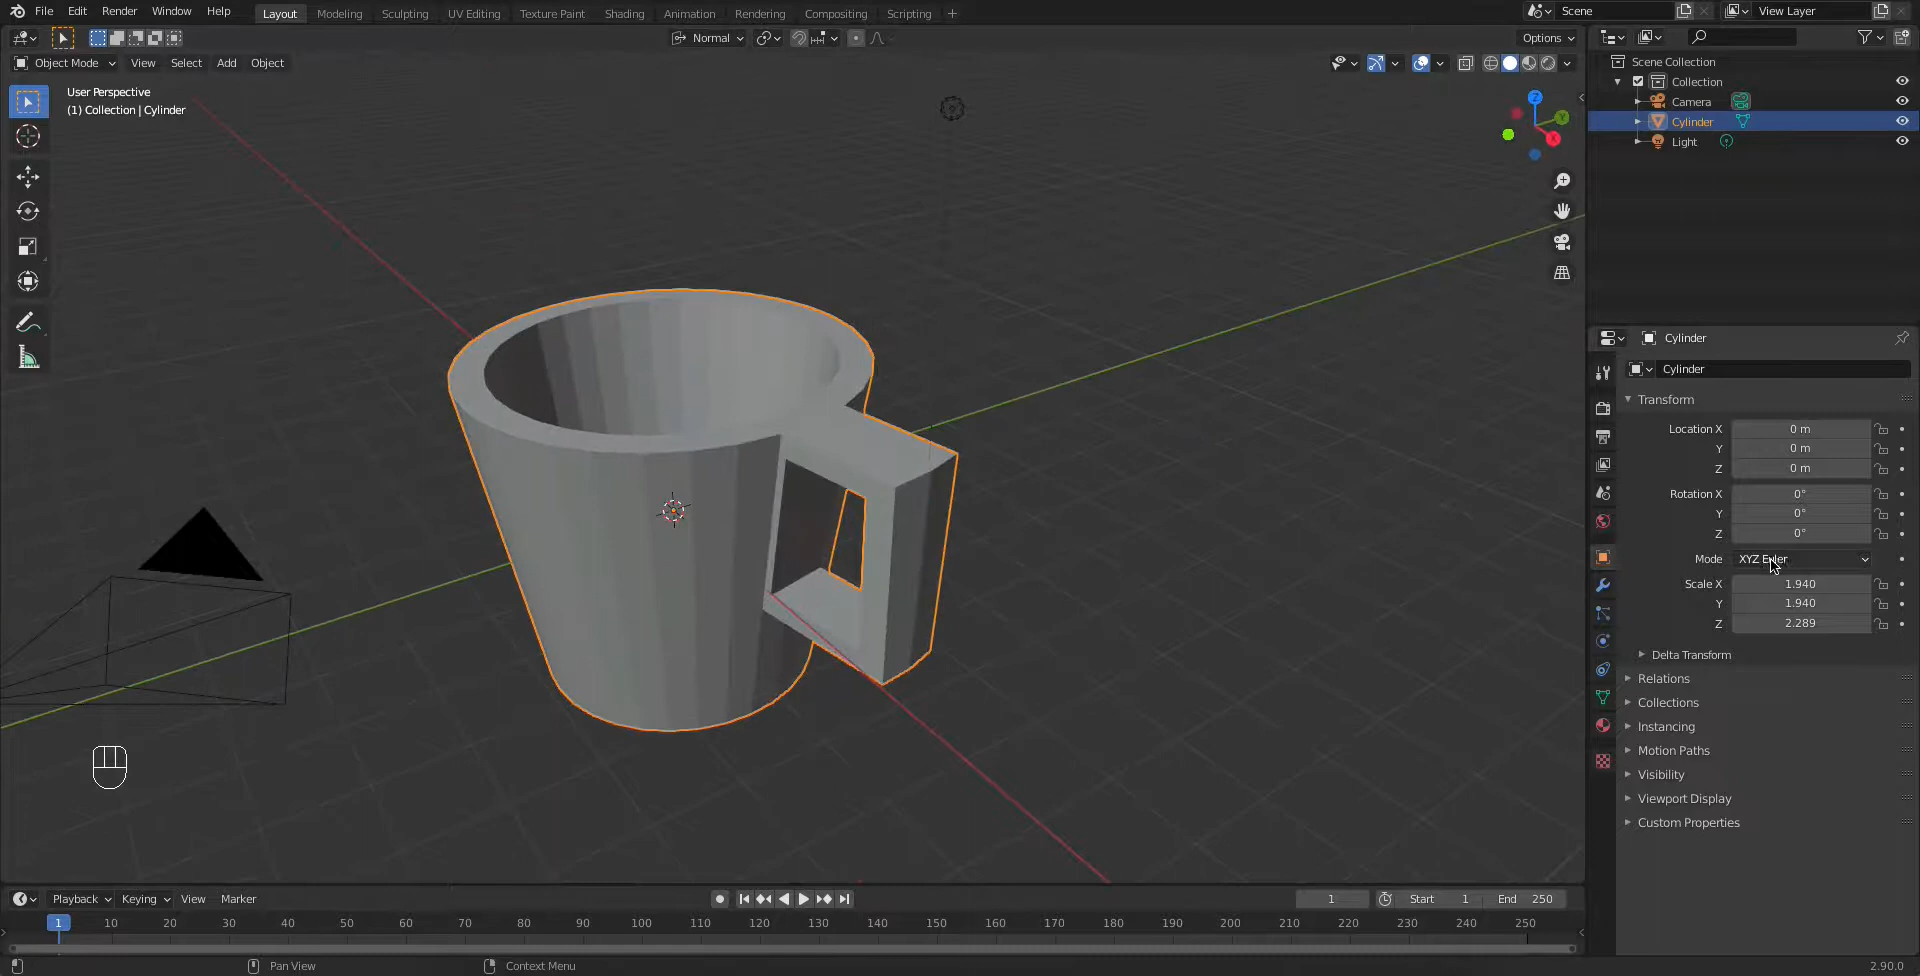 File Edit Render Window Help Layout Modeling Sculpting UV Editing Texture Paint Shading Animation Rendering Compositing Scripting + Scene View Layer
Normal Options
Object Mode View Select Add Object
User Perspective
(1) Collection | Cylinder
Z
Y
X
Scene Collection
Collection
Camera
Cylinder
Light
Cylinder
Cylinder
Transform
Location X 0 m
Y 0 m
Z 0 m
Rotation X 0°
Y 0°
Z 0°
Mode XYZ Euler
Scale X 1.940
Y 1.940
Z 2.289
Delta Transform
Relations
Collections
Instancing
Motion Paths
Visibility
Viewport Display
Custom Properties
Playback Keying View Marker 1 Start 1 End 250
1 10 20 30 40 50 60 70 80 90 100 110 120 130 140 150 160 170 180 190 200 210 220 230 240 250
Pan View Context Menu 2.90.0